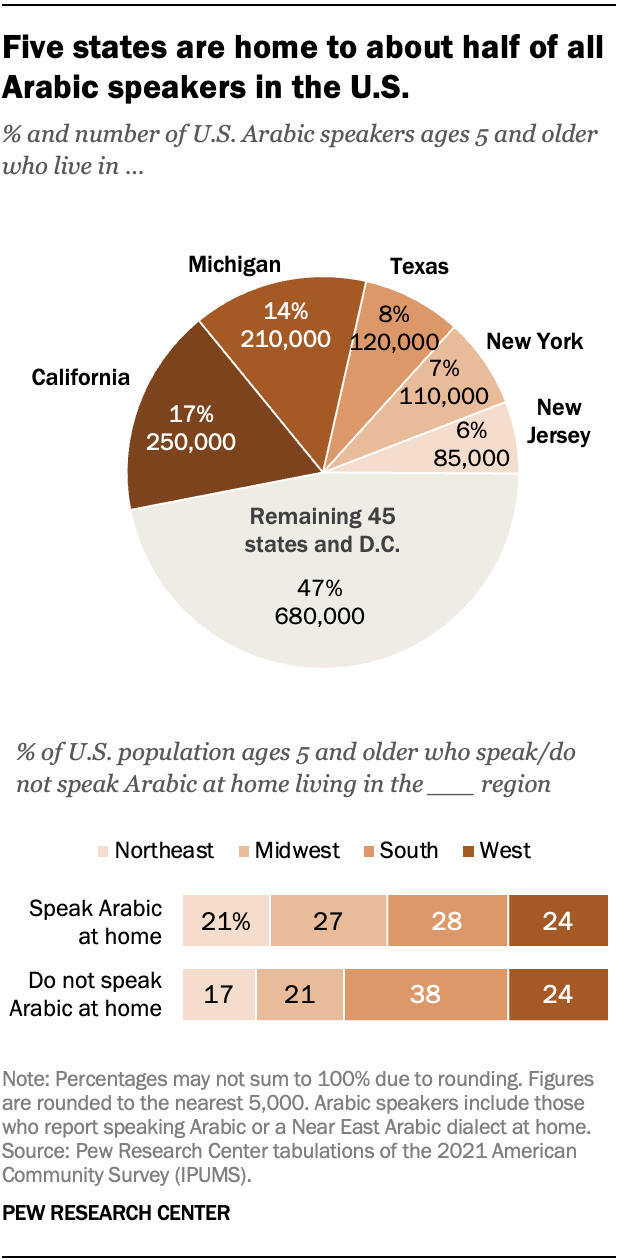 Five states are home to about half of all
Arabic speakers in the U.S.
% and number of U.S. Arabic speakers ages 5 and older
who live in ...
Michigan
Texas
14%
210,000
8%
120,000
New York
California
7%
110,000
New
Jersey
17%
250,000
6%
85,000
Remaining 45
states and D.C.
47%
680,000
% of U.S. population ages 5 and older who speak/do
not speak Arabic at home living in the ___ region
Northeast Midwest South West
Speak Arabic
at home
21% 27 28 24
Do not speak
Arabic at home
17 21 38 24
Note: Percentages may not sum to 100% due to rounding. Figures
are rounded to the nearest 5,000. Arabic speakers include those
who report speaking Arabic or a Near East Arabic dialect at home.
Source: Pew Research Center tabulations of the 2021 American
Community Survey (IPUMS).
PEW RESEARCH CENTER